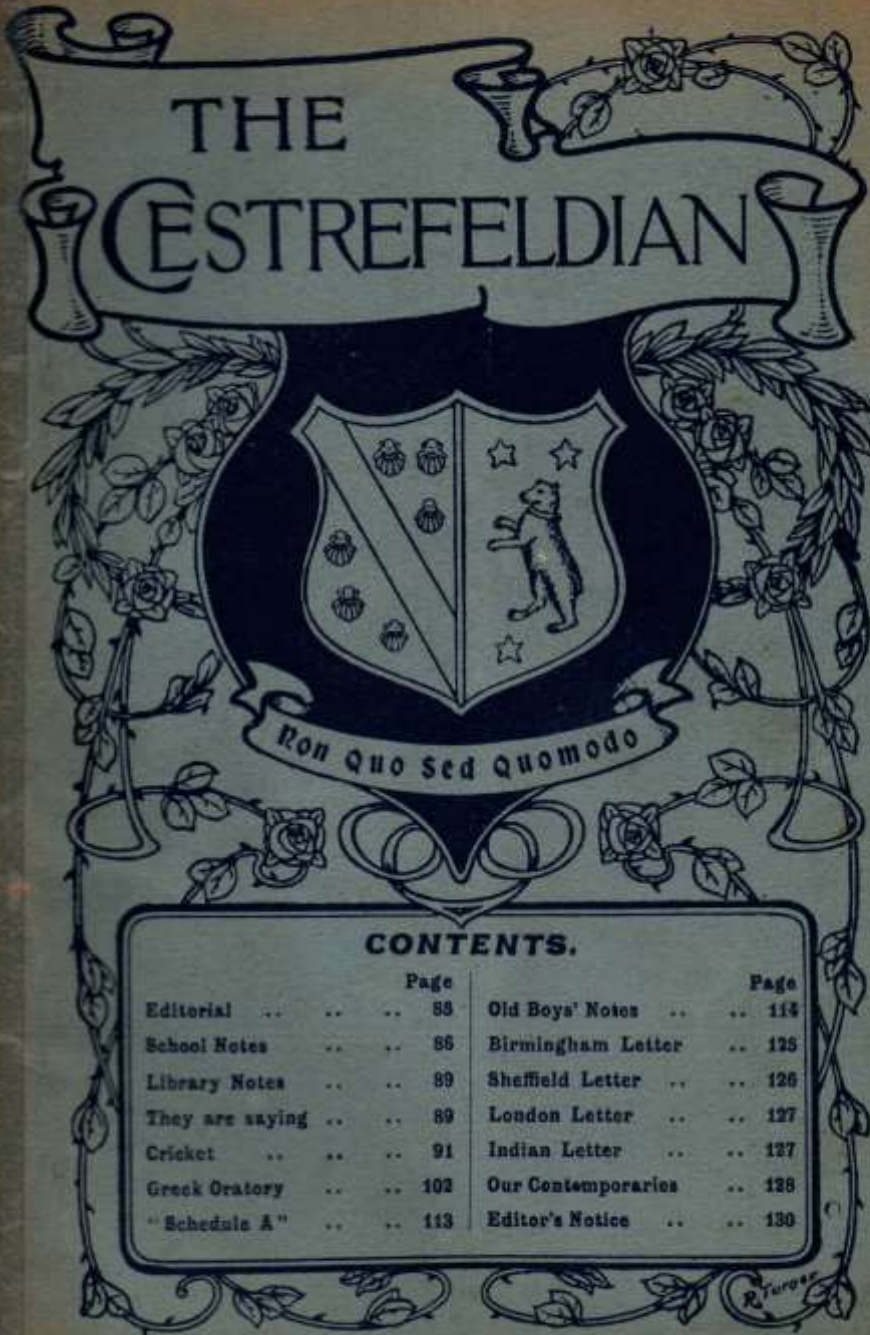 THE
CESTREFELDIAN
Non Quo Sed Quomodo
CONTENTS.
Page
Editorial .. .. .. 83
School Notes .. .. 86
Library Notes .. .. 89
They are saying .. .. 89
Cricket .. .. .. 91
Greek Oratory .. .. 102
"Schedule A" .. .. 113
Page
Old Boys' Notes .. .. 114
Birmingham Letter .. 125
Sheffield Letter .. .. 126
London Letter .. .. 127
Indian Letter .. .. 127
Our Contemporaries .. 128
Editor's Notice .. .. 130
R. Turner